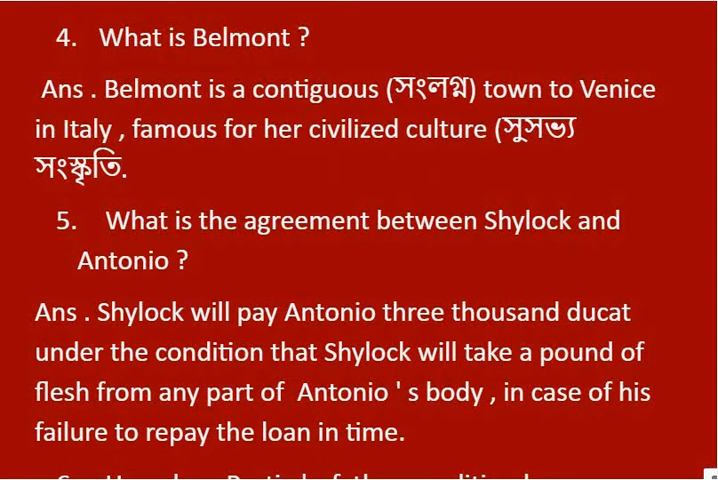 4. What is Belmont ?
Ans . Belmont is a contiguous (সংলগ্ন) town to Venice
in Italy , famous for her civilized culture (সুসভ্য
সংস্কৃতি.
5. What is the agreement between Shylock and
Antonio ?
Ans . Shylock will pay Antonio three thousand ducat
under the condition that Shylock will take a pound of
flesh from any part of Antonio ' s body , in case of his
failure to repay the loan in time.